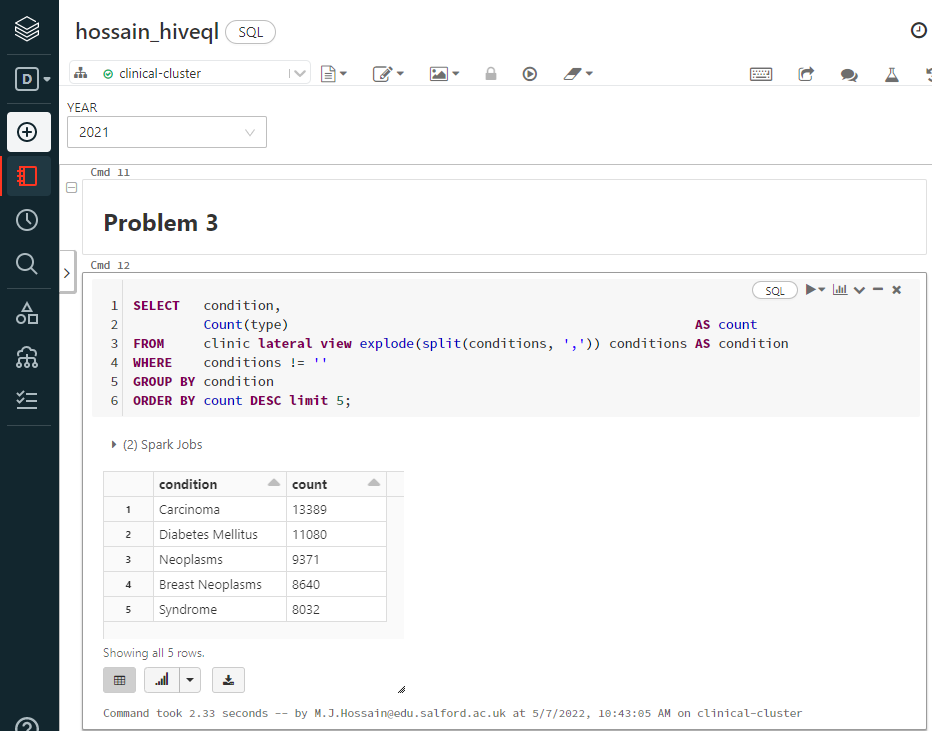 hossain_hiveql SQL
D
clinical-cluster
YEAR
2021
Cmd 11
Problem 3
Cmd 12
SQL
1 SELECT condition,
2 Count(type) AS count
3 FROM clinic lateral view explode(split(conditions, ',')) conditions AS condition
4 WHERE conditions != ''
5 GROUP BY condition
6 ORDER BY count DESC limit 5;
(2) Spark Jobs
condition count
1 Carcinoma 13389
2 Diabetes Mellitus 11080
3 Neoplasms 9371
4 Breast Neoplasms 8640
5 Syndrome 8032
Showing all 5 rows.
Command took 2.33 seconds -- by M.J.Hossain@edu.salford.ac.uk at 5/7/2022, 10:43:05 AM on clinical-cluster